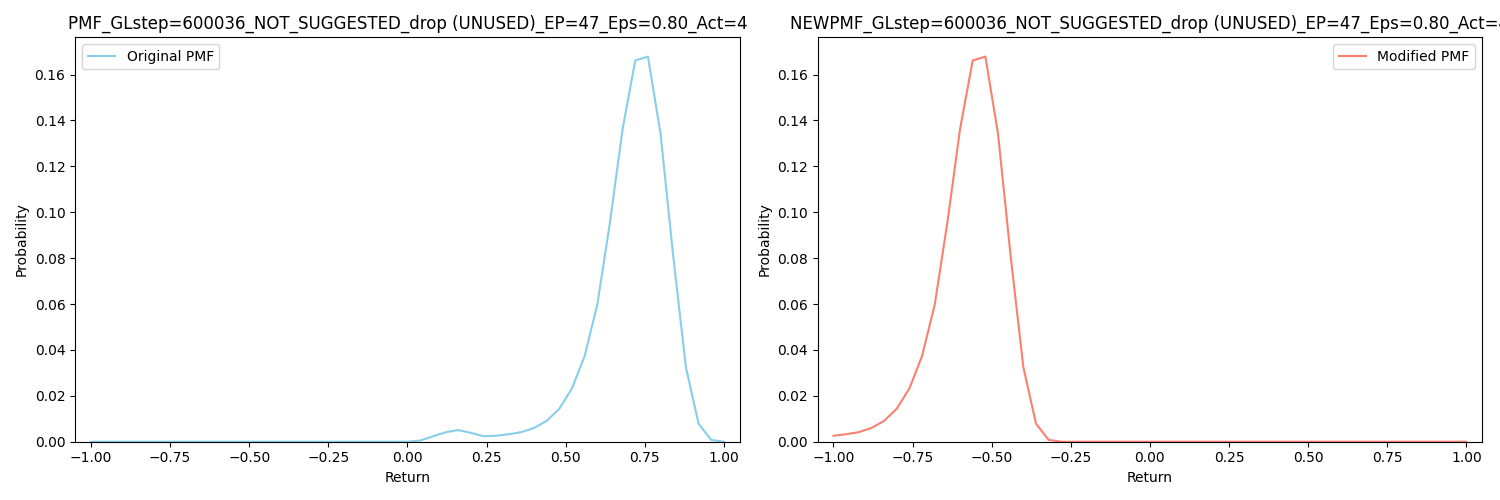 PMF_GLstep=600036_NOT_SUGGESTED_drop (UNUSED)_EP=47_Eps=0.80_Act=4
Original PMF
0.16
0.14
0.12
0.10
0.08
0.06
0.04
0.02
0.00
Probability
−1.00 −0.75 −0.50 −0.25 0.00 0.25 0.50 0.75 1.00
Return
NEWPMF_GLstep=600036_NOT_SUGGESTED_drop (UNUSED)_EP=47_Eps=0.80_Act=
Modified PMF
0.16
0.14
0.12
0.10
0.08
0.06
0.04
0.02
0.00
Probability
−1.00 −0.75 −0.50 −0.25 0.00 0.25 0.50 0.75 1.00
Return